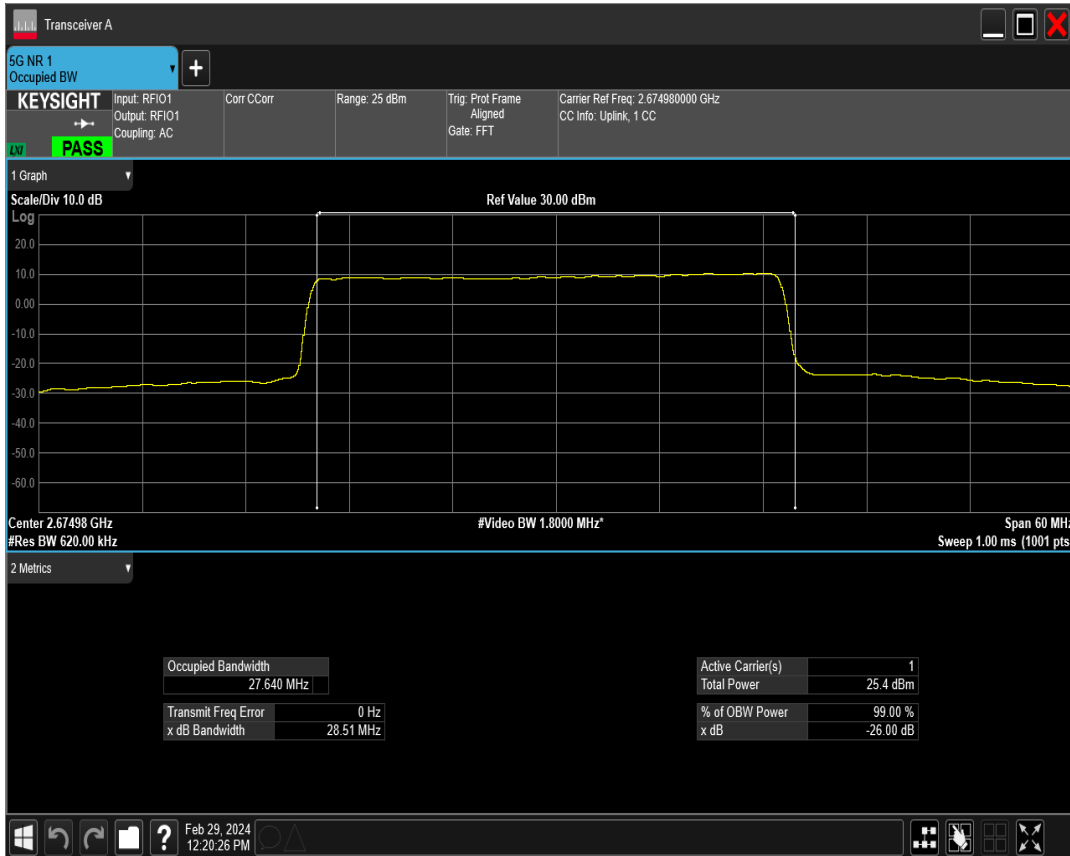 Transceiver A
5G NR 1
Occupied BW
KEYSIGHT
LXI
PASS
Input: RFIO1
Output: RFIO1
Coupling: AC
Corr CCorr
Range: 25 dBm
Trig: Prot Frame
Aligned
Gate: FFT
Carrier Ref Freq: 2.674980000 GHz
CC Info: Uplink, 1 CC
1 Graph
Scale/Div 10.0 dB
Ref Value 30.00 dBm
Log
20.0
10.0
0.00
-10.0
-20.0
-30.0
-40.0
-50.0
-60.0
Center 2.67498 GHz
#Video BW 1.8000 MHz*
Span 60 MHz
#Res BW 620.00 kHz
Sweep 1.00 ms (1001 pts
2 Metrics
Occupied Bandwidth
27.640 MHz
Transmit Freq Error 0 Hz
x dB Bandwidth 28.51 MHz
Active Carrier(s) 1
Total Power 25.4 dBm
% of OBW Power 99.00 %
x dB -26.00 dB
?
Feb 29, 2024
12:20:26 PM